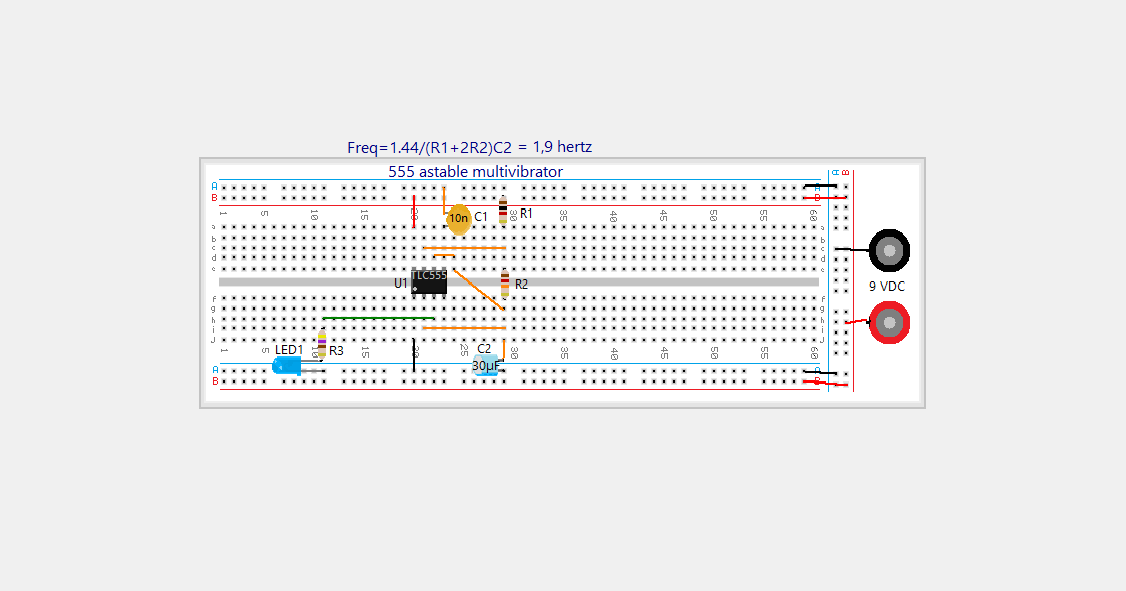 Freq=1.44/(R1+2R2)C2 = 1,9 hertz
555 astable multivibrator
A A A B
B B
1 5 10 15 20 30 35 40 45 50 55 60
10n C1 R1
a a
b b
c c
d d
e e
U1 TLC555 R2
9 VDC
f f
g g
h h
i i
J J
1 5 10 15 20 25 30 35 40 45 50 55 60
LED1 R3 C2
30µF
A A
B B